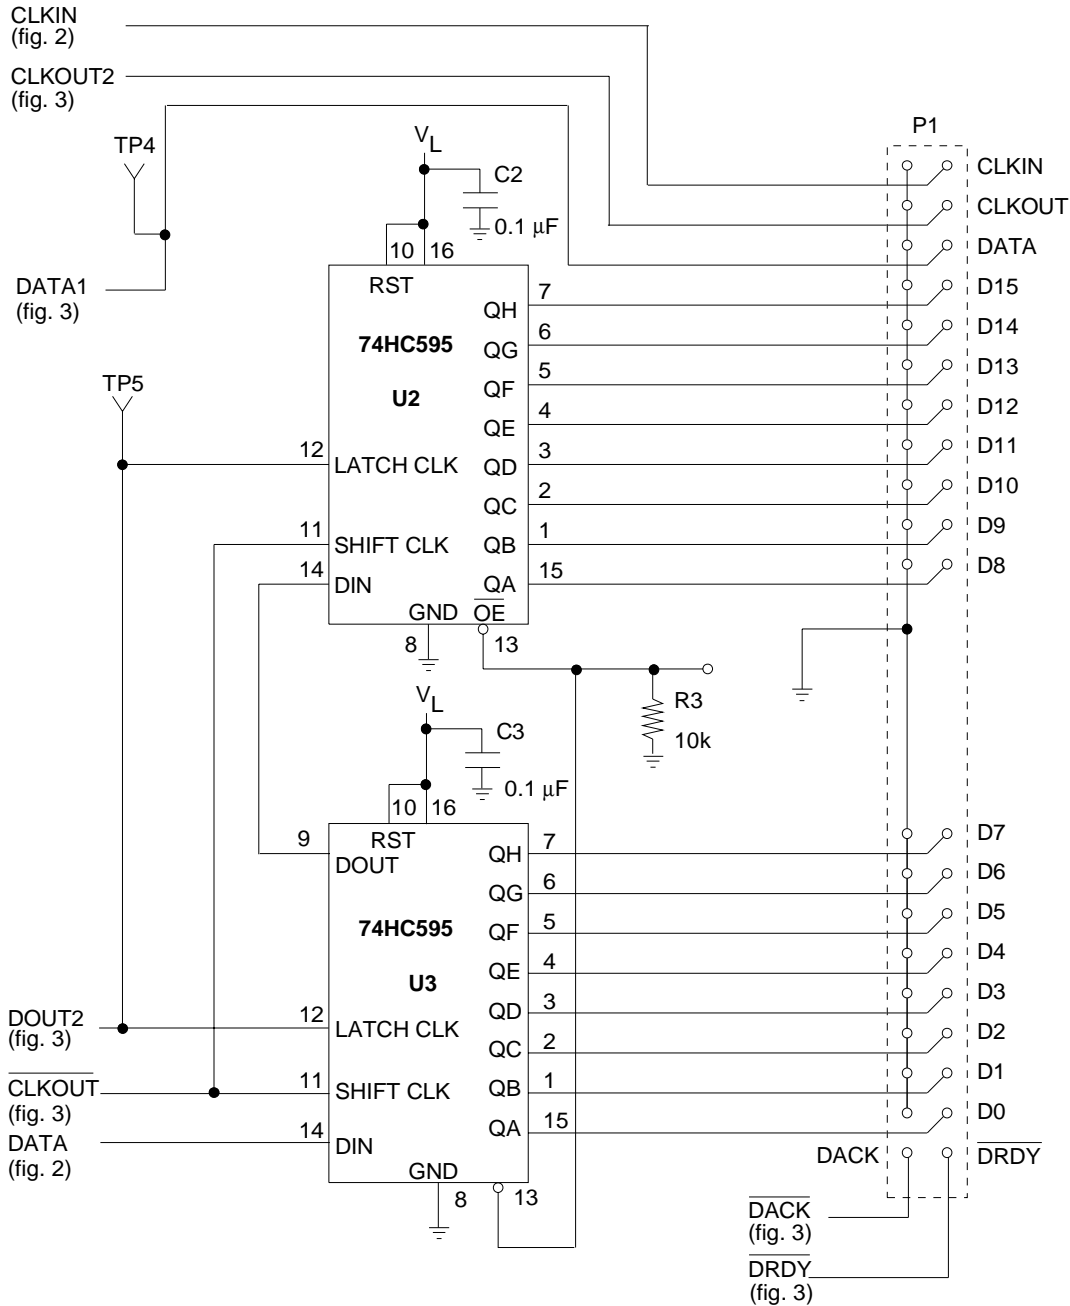 CLKIN
(fig. 2)
CLKOUT2
(fig. 3)
P1
TP4
VL
C2
0.1 μF
CLKIN
CLKOUT
DATA
10
16
DATA1
(fig. 3)
RST
74HC595
U2
QH
7
D15
QG
6
D14
QF
5
D13
TP5
QE
4
D12
12
LATCH CLK
QD
3
D11
QC
2
D10
11
SHIFT CLK
QB
1
D9
14
DIN
QA
15
D8
GND
OE
8
13
VL
R3
10k
C3
0.1 μF
10
16
RST
9
DOUT
74HC595
U3
QH
7
D7
QG
6
D6
QF
5
D5
QE
4
D4
QD
3
D3
DOUT2
(fig. 3)
12
LATCH CLK
QC
2
D2
CLKOUT
(fig. 3)
11
SHIFT CLK
QB
1
D1
DATA
(fig. 2)
14
DIN
QA
15
D0
GND
8
13
DACK
DRDY
DACK
(fig. 3)
DRDY
(fig. 3)